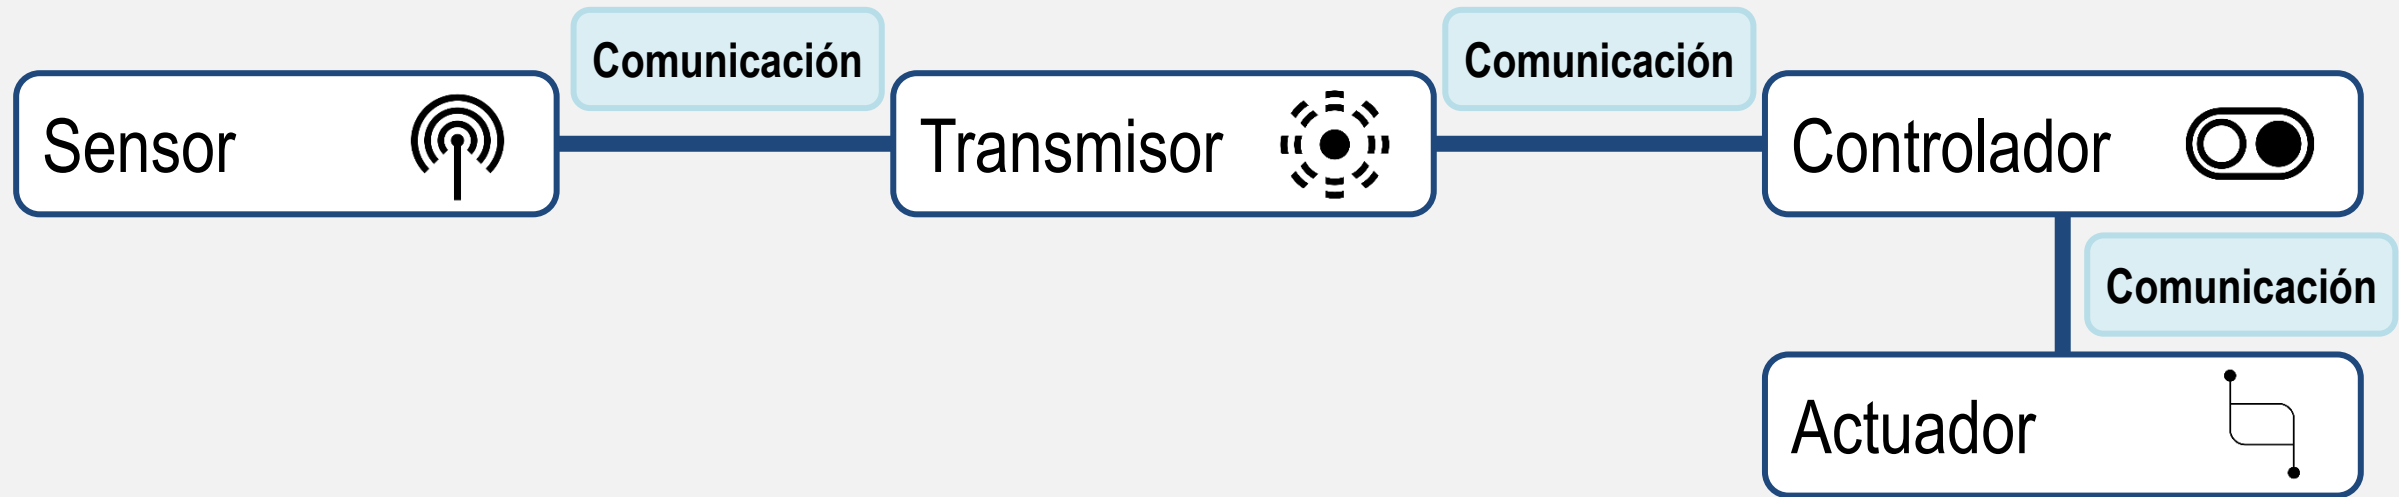 Comunicación
Comunicación
Sensor
Transmisor
Controlador
Comunicación
Actuador